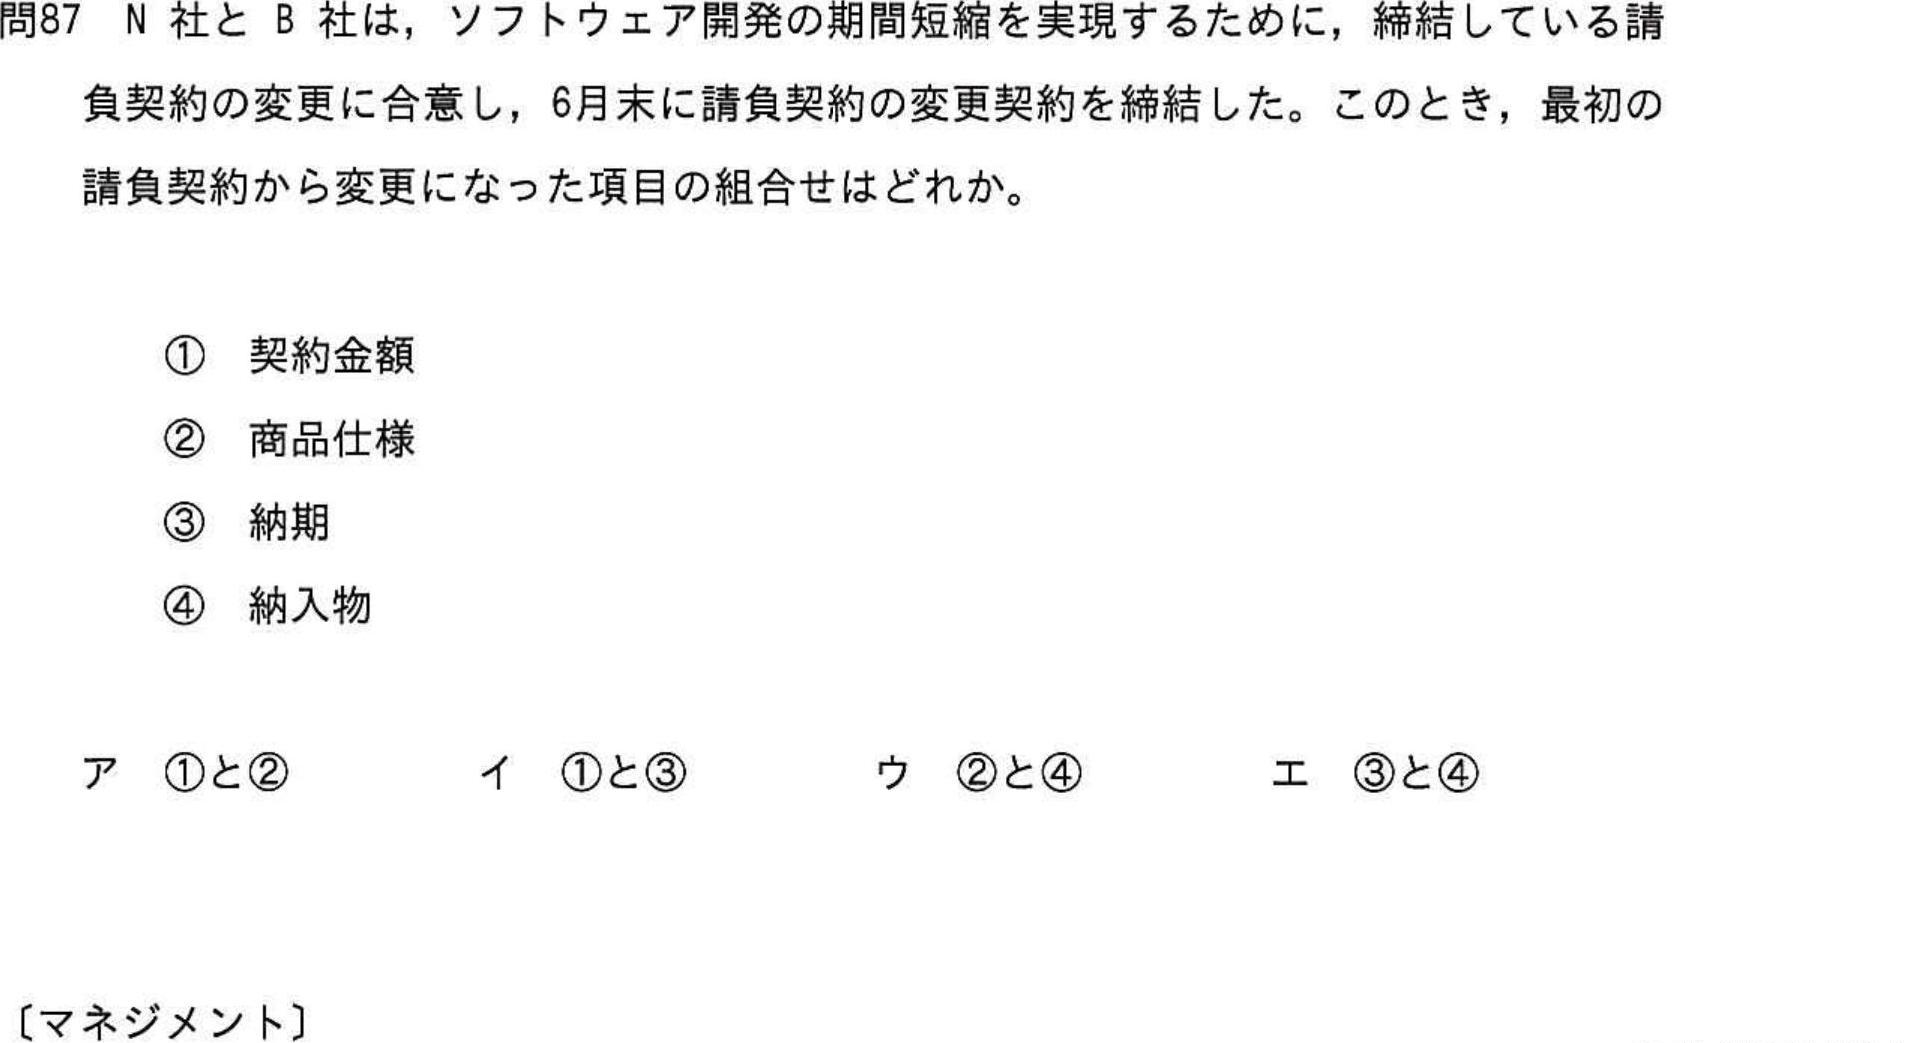 問87　N 社と B 社は，ソフトウェア開発の期間短縮を実現するために，締結している請
負契約の変更に合意し，6月末に請負契約の変更契約を締結した。このとき，最初の
請負契約から変更になった項目の組合せはどれか。
①　契約金額
②　商品仕様
③　納期
④　納入物
ア　①と②　　イ　①と③　　ウ　②と④　　エ　③と④
〔マネジメント〕